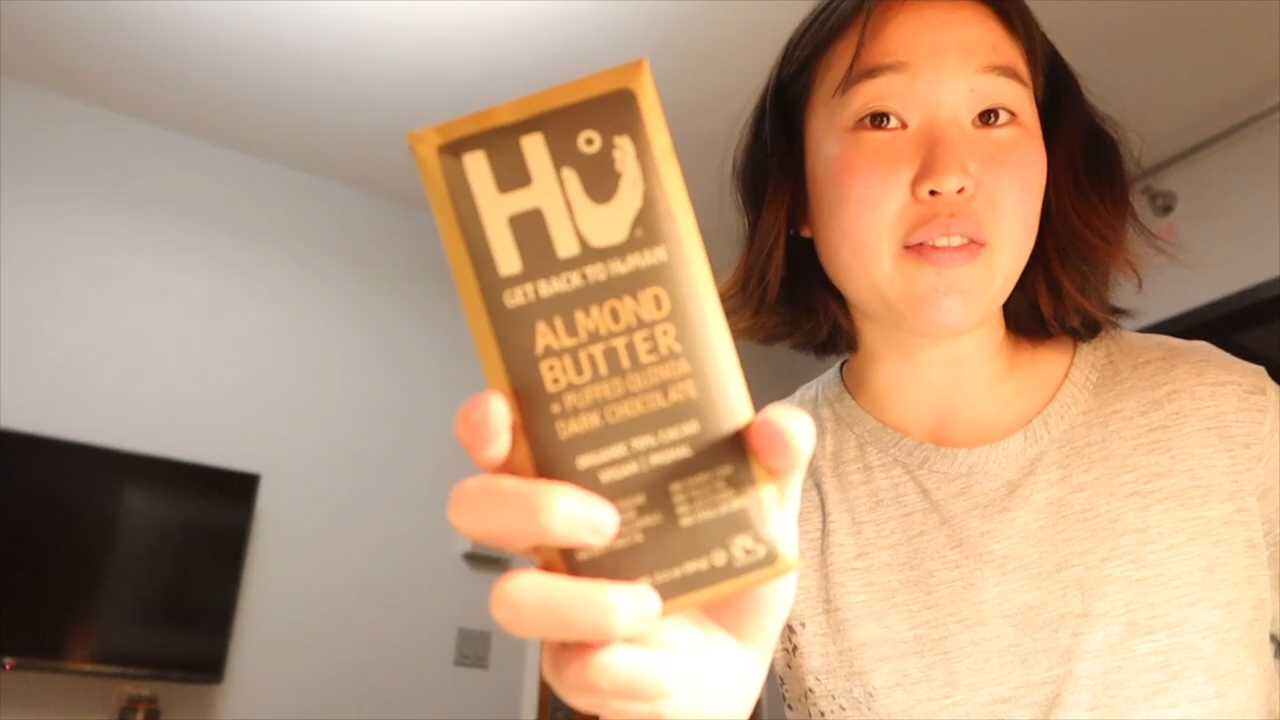 Hu
GET BACK TO HUMAN
ALMOND
BUTTER
+ PUFFED QUINOA
DARK CHOCOLATE
ORGANIC 70% CACAO
VEGAN | PALEO